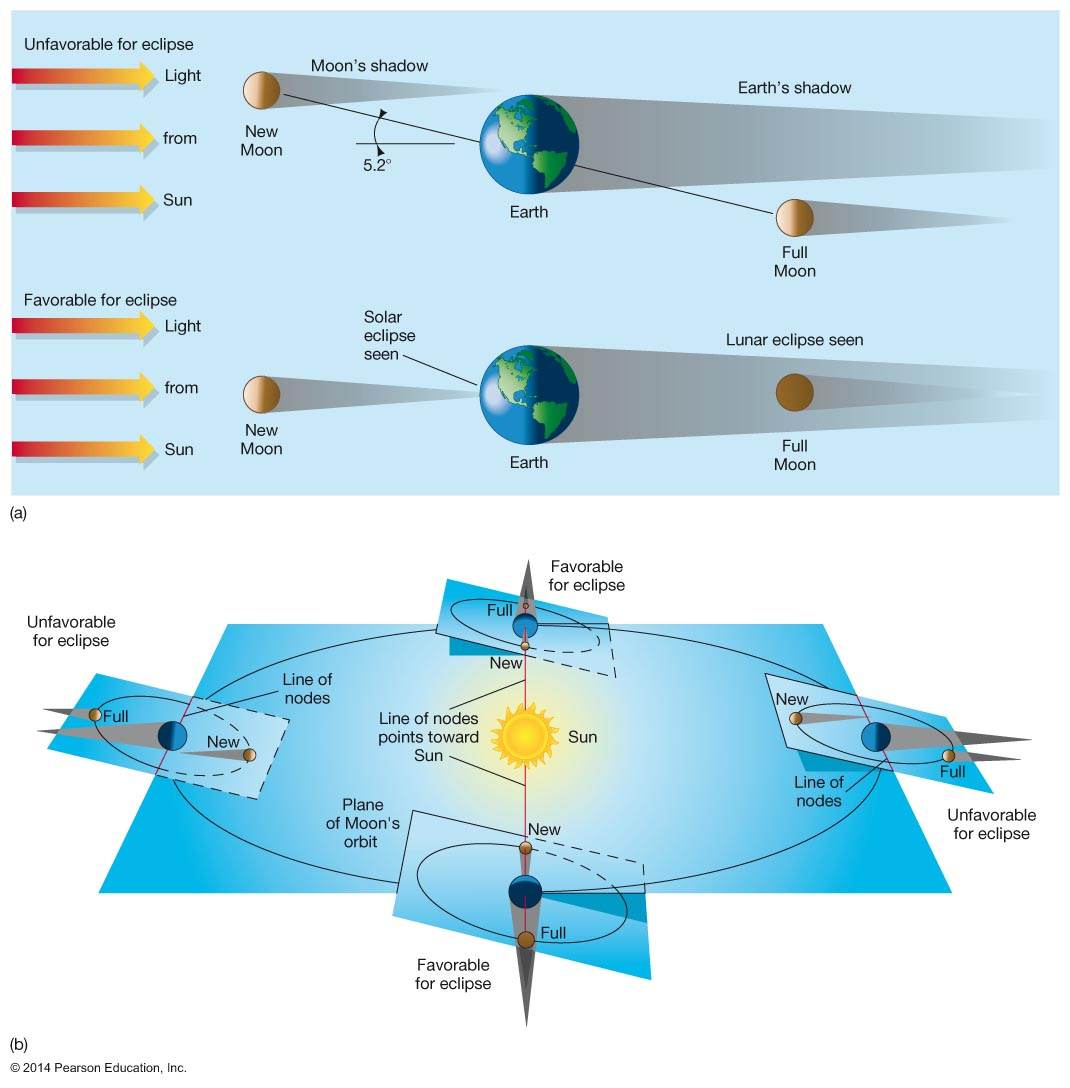 Unfavorable for eclipse
Light
from
Sun
New
Moon
Moon's shadow
5.2°
Earth
Earth's shadow
Full
Moon
Favorable for eclipse
Light
from
Sun
New
Moon
Solar
eclipse
seen
Earth
Lunar eclipse seen
Full
Moon
(a)
Favorable
for eclipse
Full
New
Unfavorable
for eclipse
Full
New
Line of
nodes
Line of nodes
points toward
Sun
Sun
New
Full
Line of
nodes
Unfavorable
for eclipse
Plane
of Moon's
orbit
New
Full
Favorable
for eclipse
(b)
© 2014 Pearson Education, Inc.